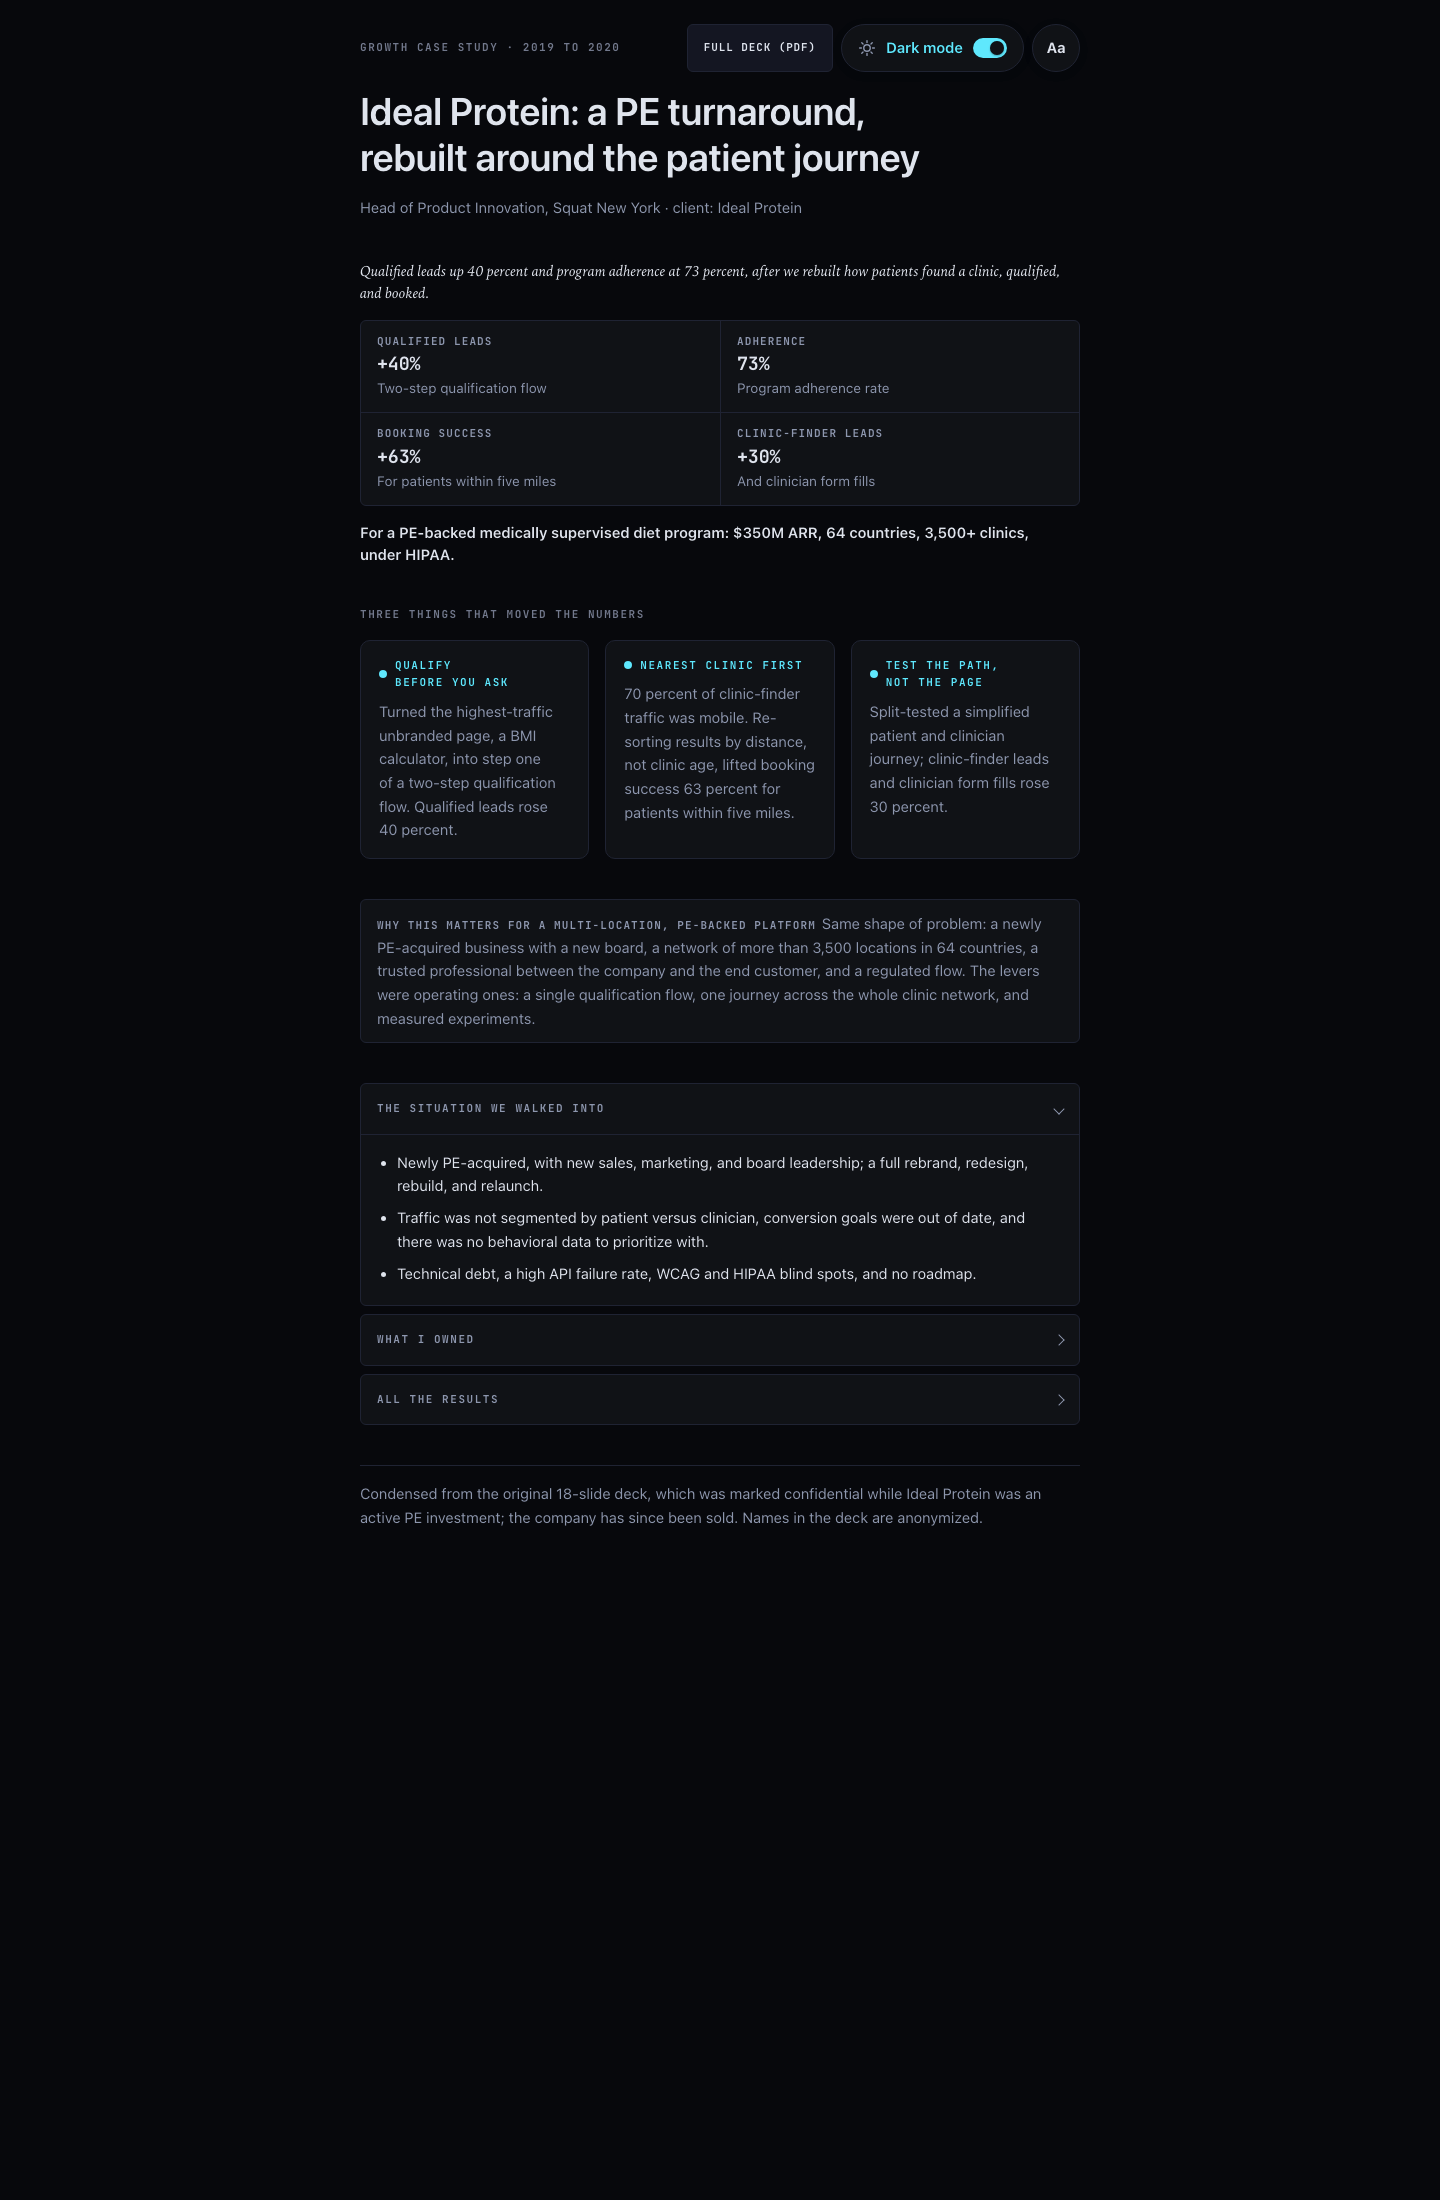 GROWTH CASE STUDY · 2019 TO 2020
FULL DECK (PDF)
Dark mode
Aa
Ideal Protein: a PE turnaround,
rebuilt around the patient journey
Head of Product Innovation, Squat New York · client: Ideal Protein
Qualified leads up 40 percent and program adherence at 73 percent, after we rebuilt how patients found a clinic, qualified,
and booked.
QUALIFIED LEADS
+40%
Two-step qualification flow
ADHERENCE
73%
Program adherence rate
BOOKING SUCCESS
+63%
For patients within five miles
CLINIC-FINDER LEADS
+30%
And clinician form fills
For a PE-backed medically supervised diet program: $350M ARR, 64 countries, 3,500+ clinics,
under HIPAA.
THREE THINGS THAT MOVED THE NUMBERS
QUALIFY
BEFORE YOU ASK
Turned the highest-traffic
unbranded page, a BMI
calculator, into step one
of a two-step qualification
flow. Qualified leads rose
40 percent.
NEAREST CLINIC FIRST
70 percent of clinic-finder
traffic was mobile. Re-
sorting results by distance,
not clinic age, lifted booking
success 63 percent for
patients within five miles.
TEST THE PATH,
NOT THE PAGE
Split-tested a simplified
patient and clinician
journey; clinic-finder leads
and clinician form fills rose
30 percent.
WHY THIS MATTERS FOR A MULTI-LOCATION, PE-BACKED PLATFORM Same shape of problem: a newly
PE-acquired business with a new board, a network of more than 3,500 locations in 64 countries, a
trusted professional between the company and the end customer, and a regulated flow. The levers
were operating ones: a single qualification flow, one journey across the whole clinic network, and
measured experiments.
THE SITUATION WE WALKED INTO
• Newly PE-acquired, with new sales, marketing, and board leadership; a full rebrand, redesign,
rebuild, and relaunch.
• Traffic was not segmented by patient versus clinician, conversion goals were out of date, and
there was no behavioral data to prioritize with.
• Technical debt, a high API failure rate, WCAG and HIPAA blind spots, and no roadmap.
WHAT I OWNED
ALL THE RESULTS
Condensed from the original 18-slide deck, which was marked confidential while Ideal Protein was an
active PE investment; the company has since been sold. Names in the deck are anonymized.